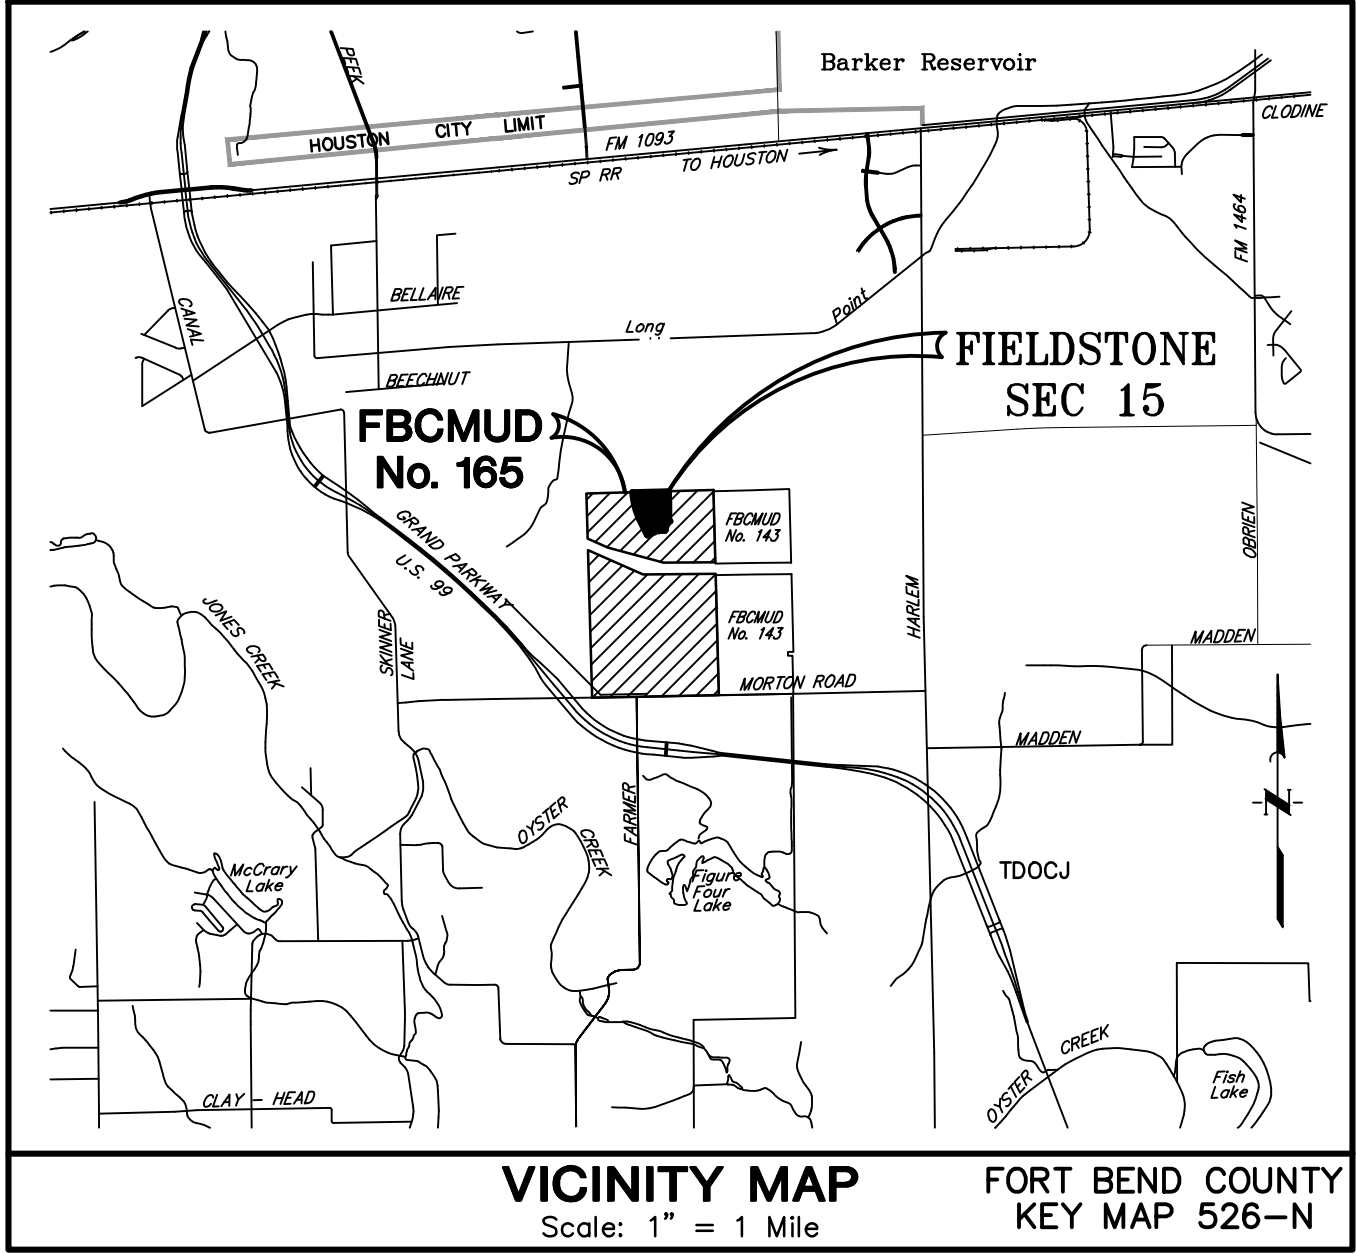 Barker Reservoir
PEEK
CLODINE
HOUSTON CITY LIMIT
FM 1093
TO HOUSTON
SP RR
FM 1464
CANAL
BELLAIRE
Point
Long
FIELDSTONE
SEC 15
BEECHNUT
FBCMUD
No. 165
GRAND PARKWAY
U.S. 99
FBCMUD
No. 143
OBRIEN
HARLEM
JONES CREEK
SKINNER
LANE
FBCMUD
No. 143
MADDEN
MORTON ROAD
MADDEN
N
FARMER
OYSTER
CREEK
McCrary
Lake
Figure
Four
Lake
TDOCJ
CREEK
OYSTER
Fish
Lake
CLAY - HEAD
VICINITY MAP
Scale: 1" = 1 Mile
FORT BEND COUNTY
KEY MAP 526-N